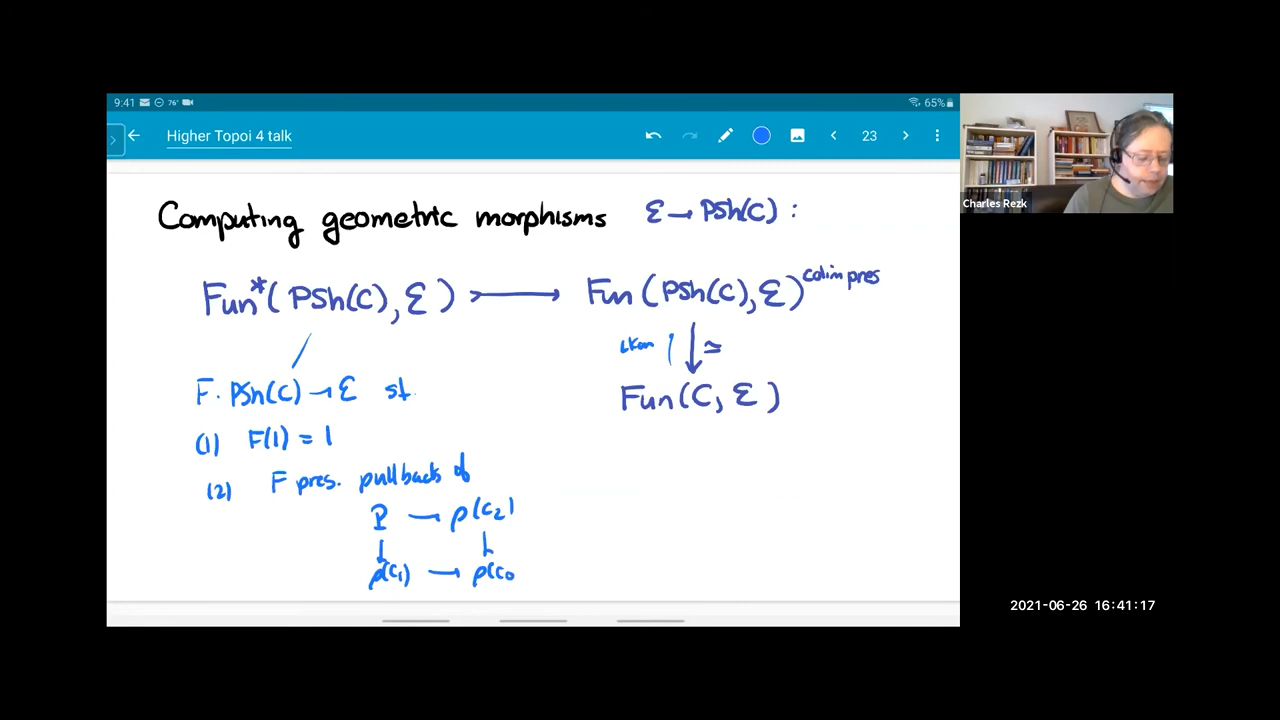 9:41 76° 65%
Higher Topoi 4 talk 23
Charles Rezk
Computing geometric morphisms ℰ → PSh(C) :
Fun*(PSh(C), ℰ) ↣ Fun(PSh(C), ℰ)^colim pres
LKan ≃
F: PSh(C) → ℰ st. Fun(C, ℰ)
(1) F(1) = 1
(2) F pres. pullbacks of
P → ρ(c₂)
↓ ↓
ρ(c₁) → ρ(c₀
2021-06-26 16:41:17